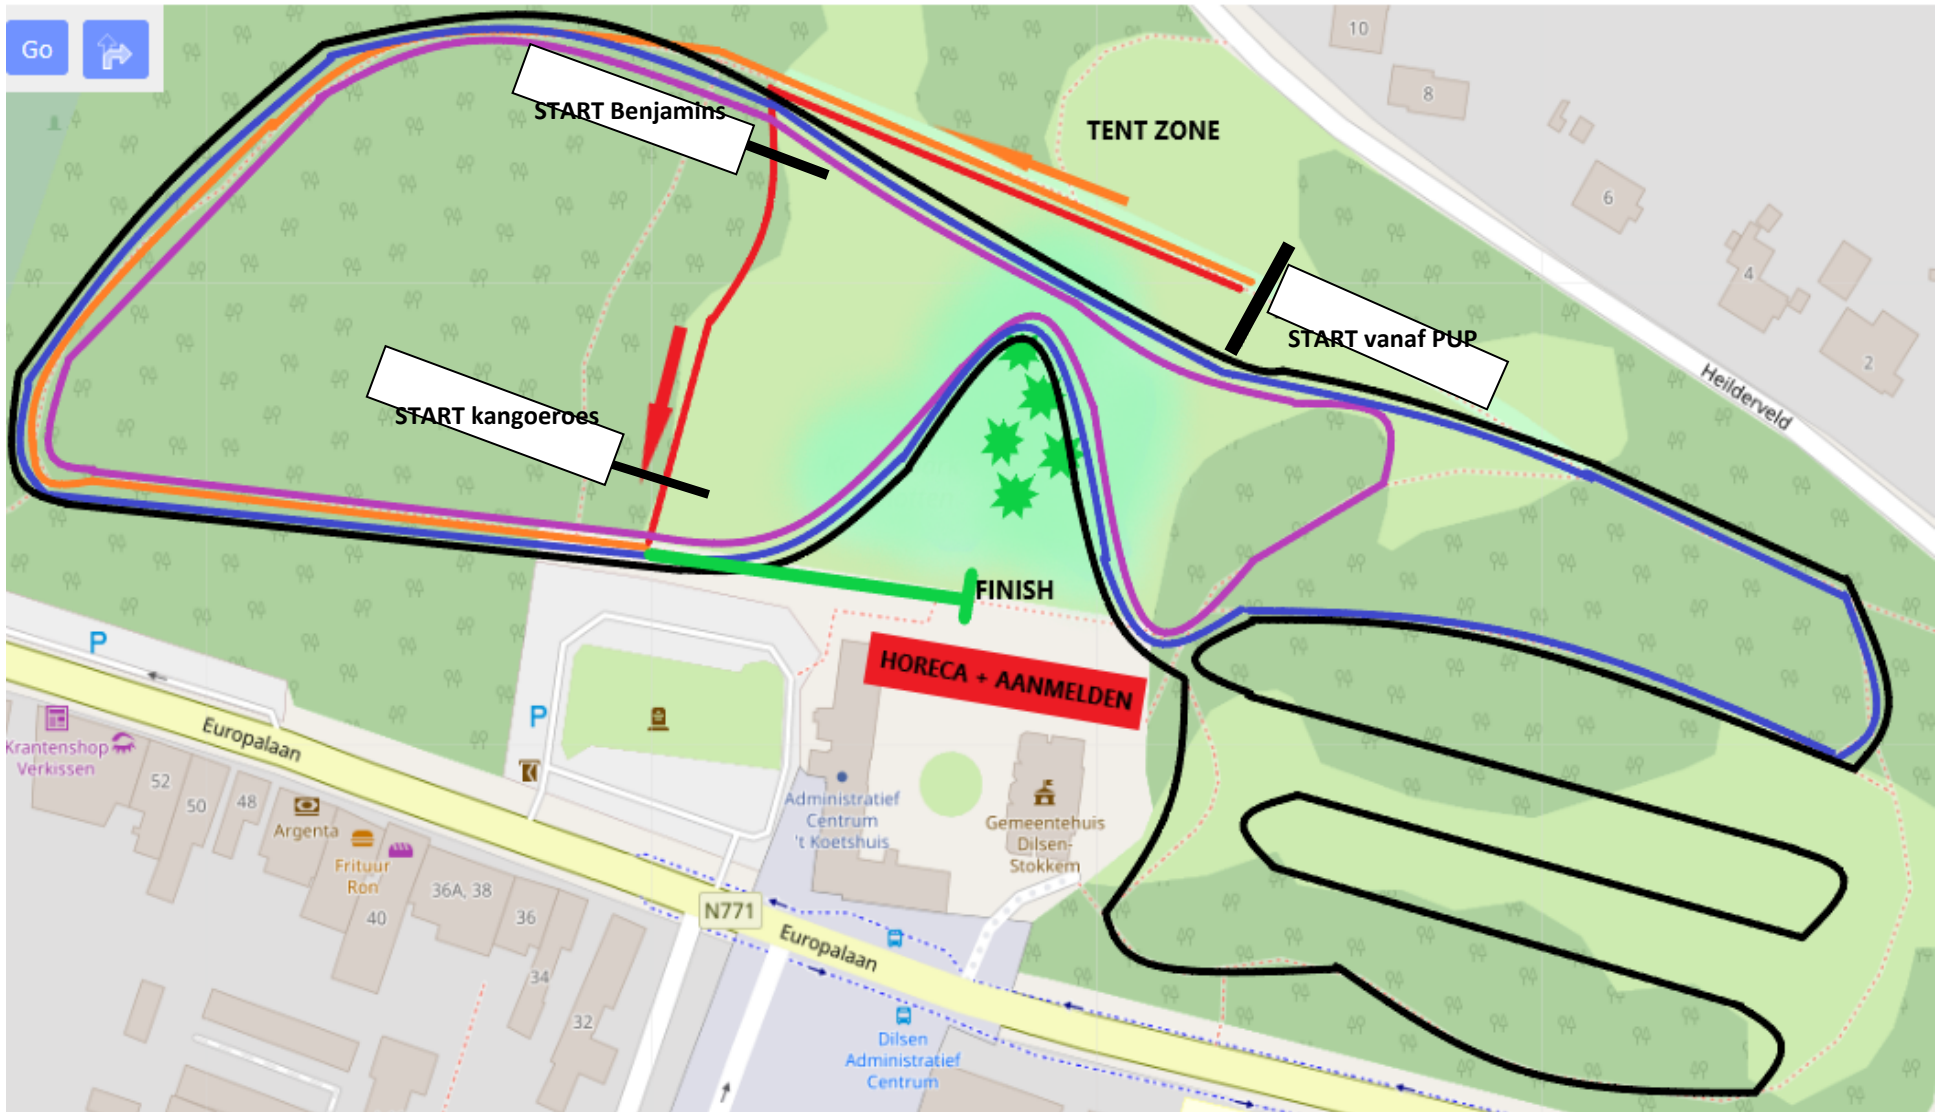 Go
10
8
6
4
2
START Benjamins
TENT ZONE
START vanaf PUP
Heilderveld
START kangoeroes
FINISH
HORECA + AANMELDEN
P
P
Europalaan
Krantenshop
Verkissen
52
50
48
Argenta
Frituur
Ron
40
36A, 38
36
34
32
Administratief
Centrum
't Koetshuis
Gemeentehuis
Dilsen-
Stokkem
N771
Europalaan
Dilsen
Administratief
Centrum